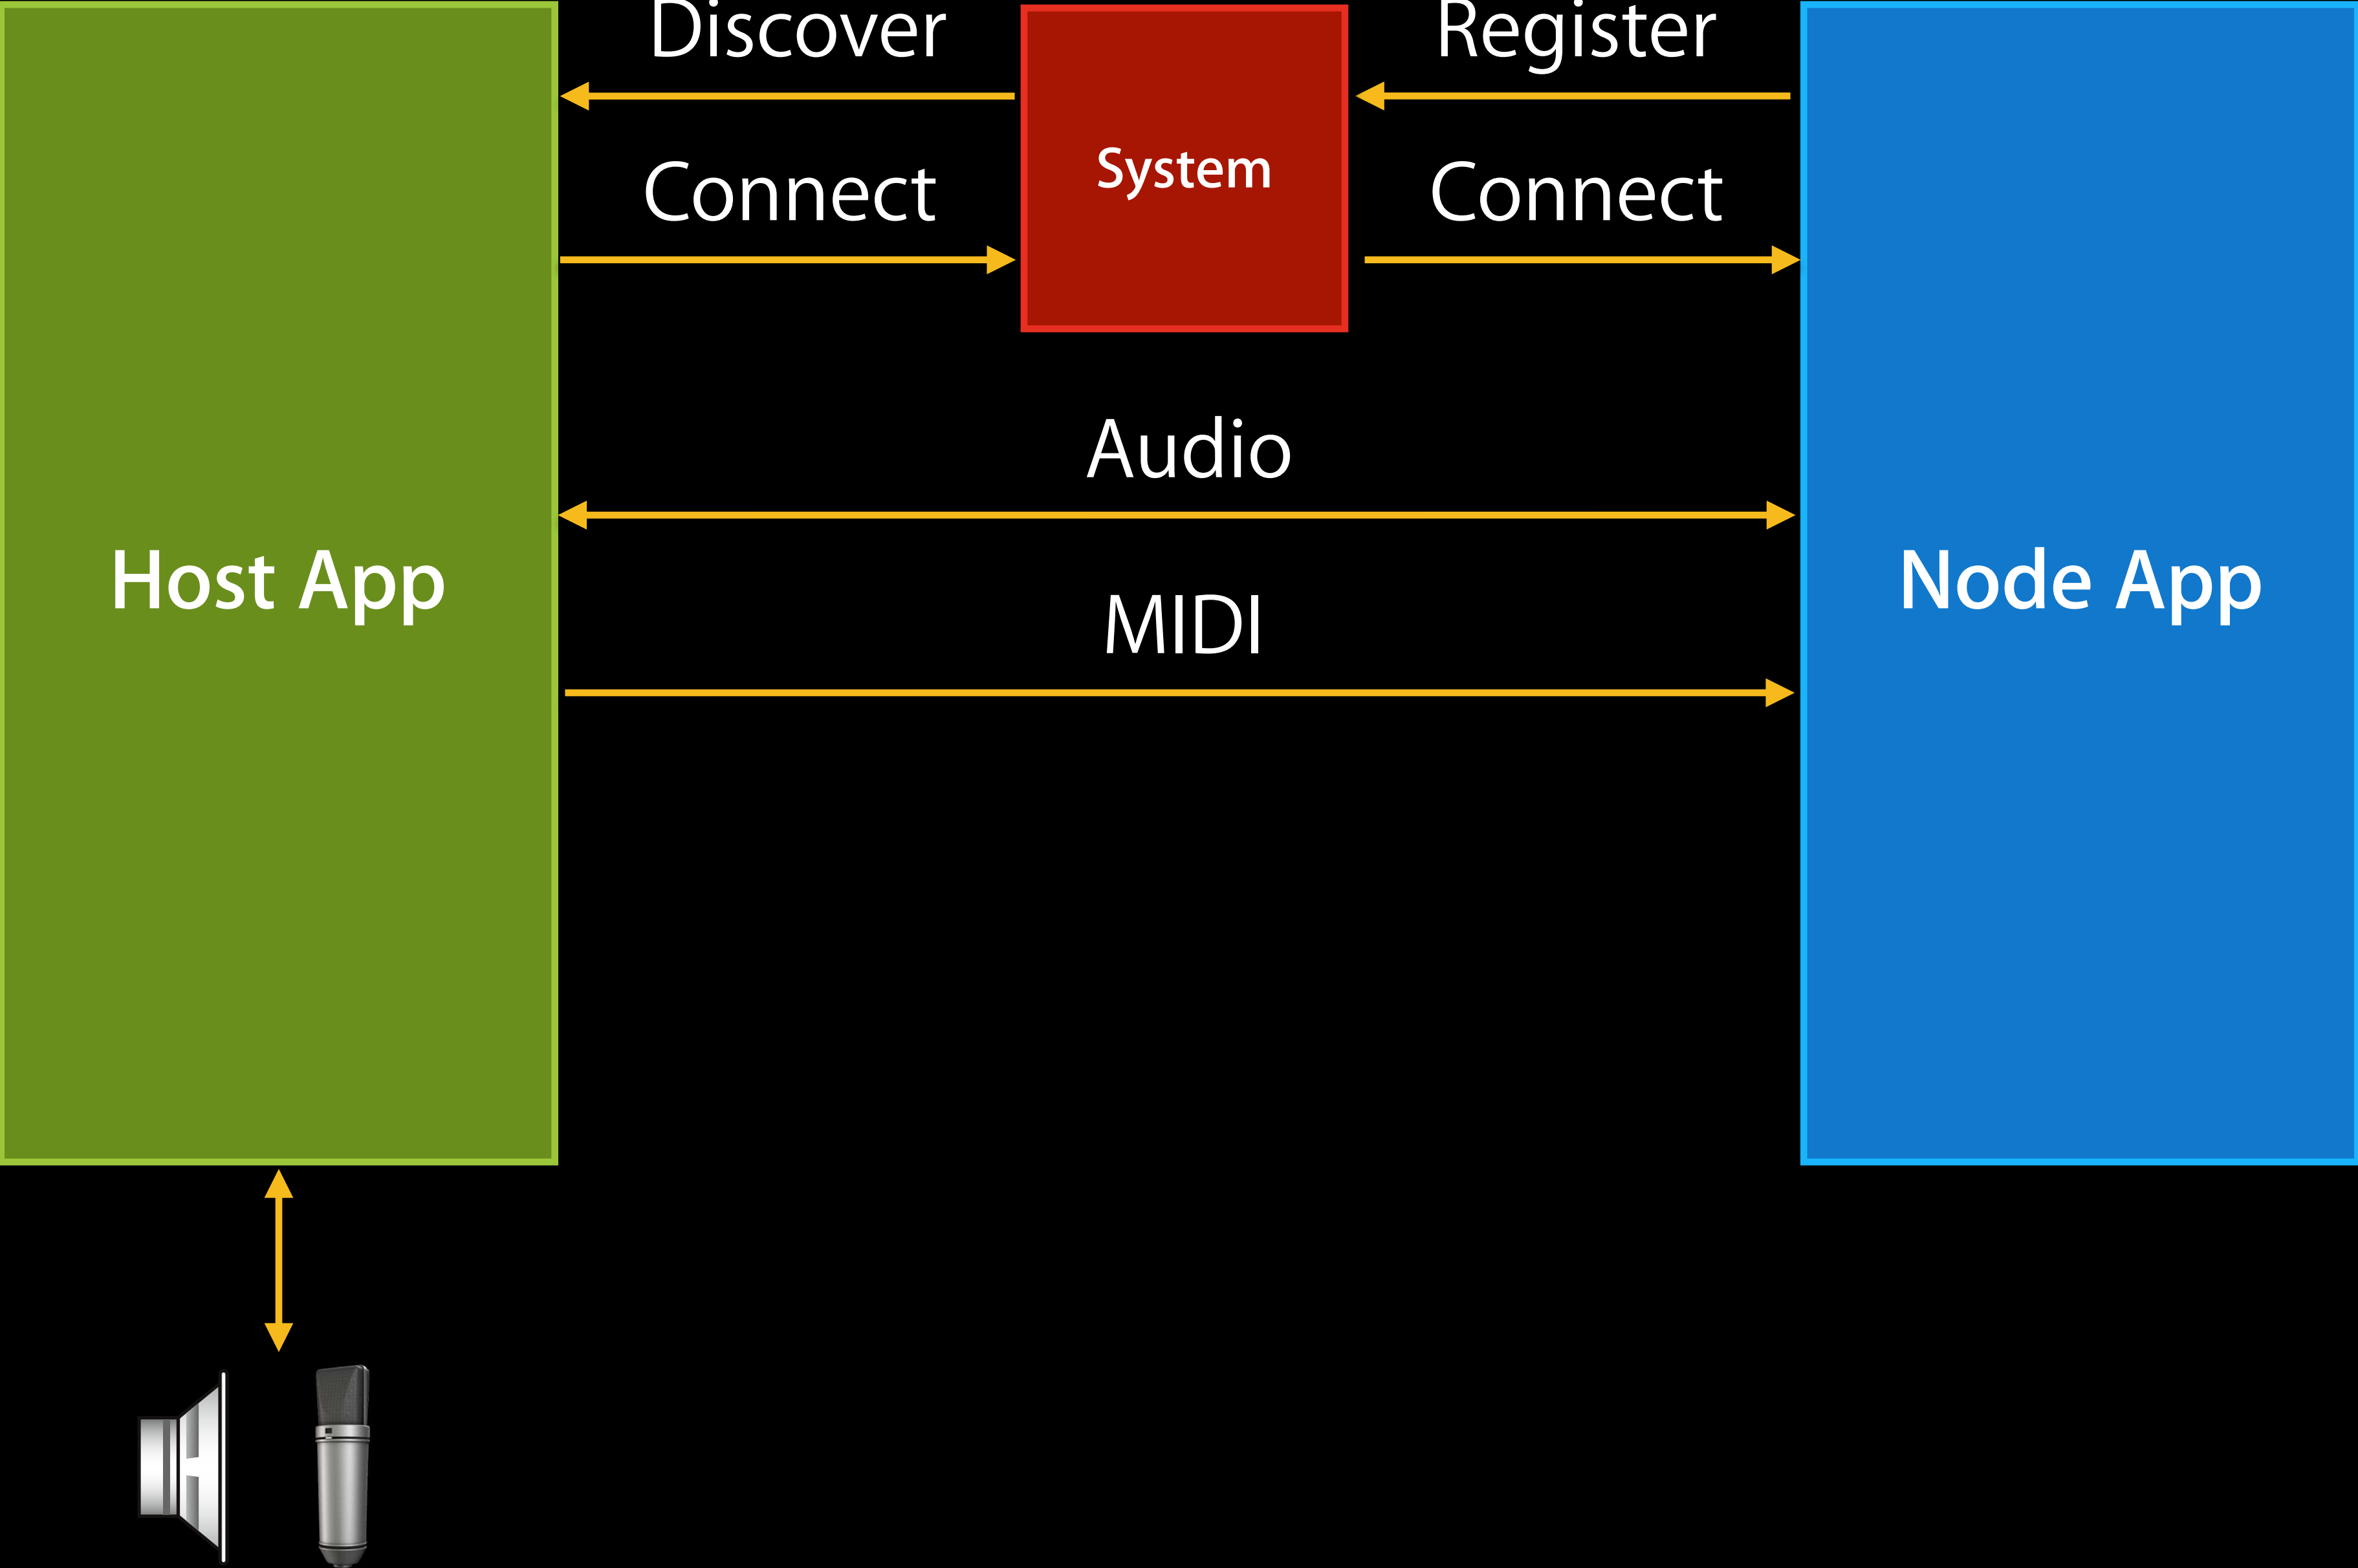 Discover
Register
System
Connect
Connect
Audio
Host App
Node App
MIDI